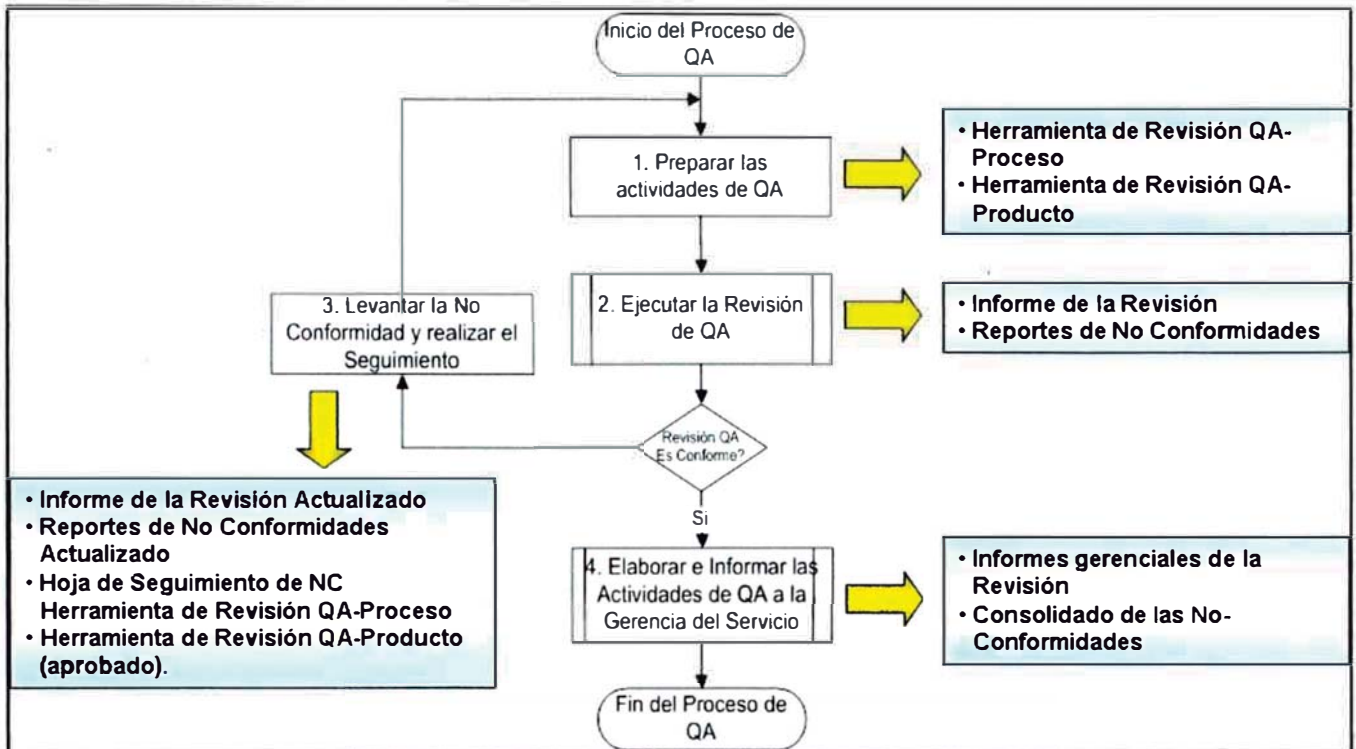 Inicio del Proceso de
QA
1. Preparar las
actividades de QA
• Herramienta de Revisión QA-
Proceso
• Herramienta de Revisión QA-
Producto
2. Ejecutar la Revisión
de QA
• Informe de la Revisión
• Reportes de No Conformidades
3. Levantar la No
Conformidad y realizar el
Seguimiento
Revisión QA
Es Conforme?
• Informe de la Revisión Actualizado
• Reportes de No Conformidades
Actualizado
• Hoja de Seguimiento de NC
Herramienta de Revisión QA-Proceso
• Herramienta de Revisión QA-Producto
(aprobado).
Si
4. Elaborar e Informar las
Actividades de QA a la
Gerencia del Servicio
• Informes gerenciales de la
Revisión
• Consolidado de las No-
Conformidades
Fin del Proceso de
QA